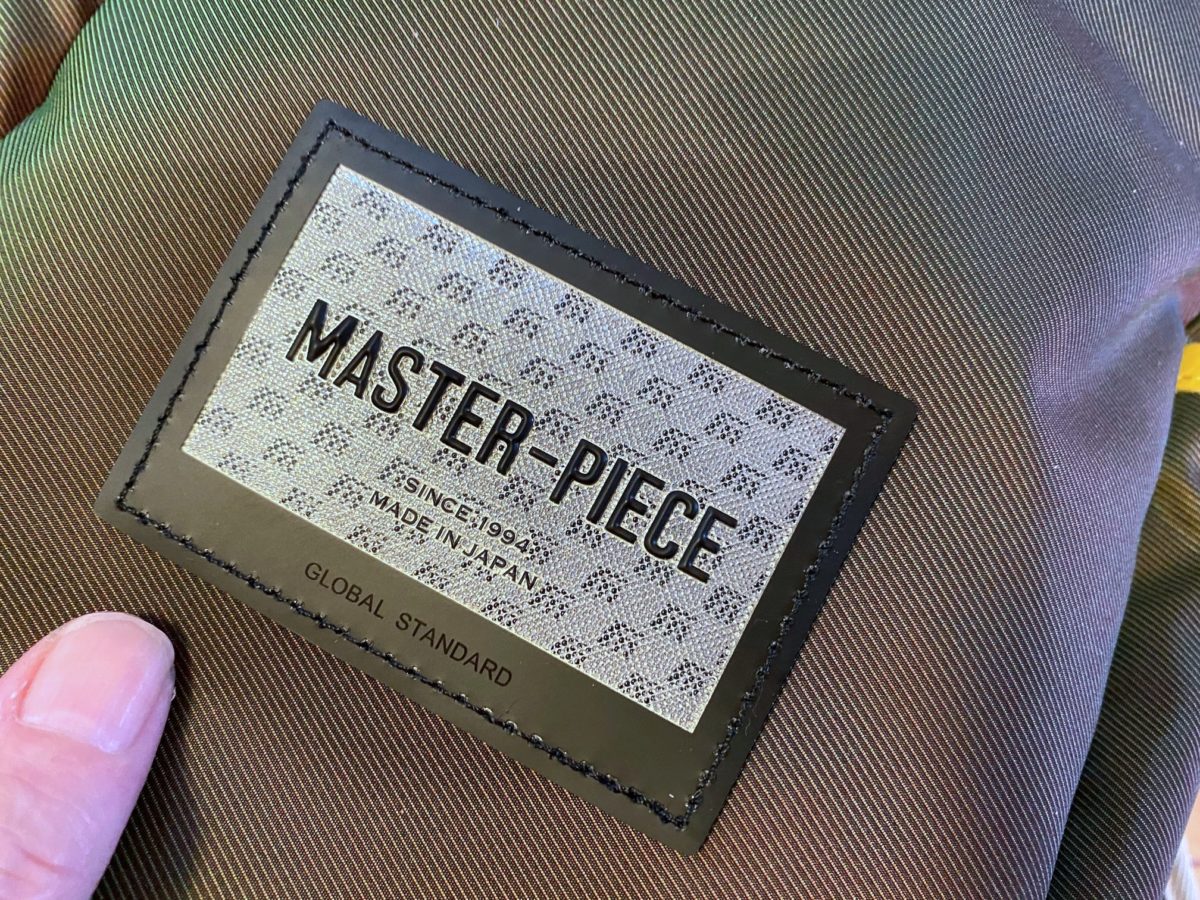 MASTER-PIECE
SINCE 1994
MADE IN JAPAN
GLOBAL STANDARD